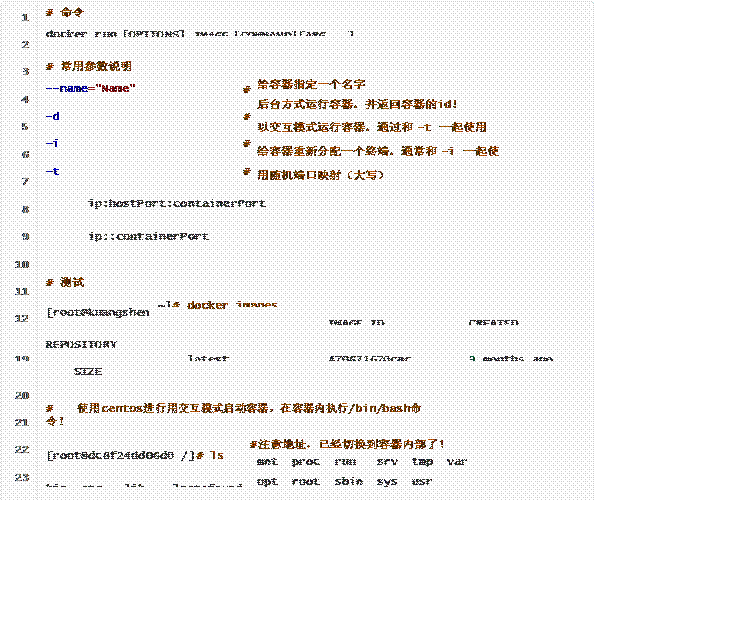 1 # 命令
2 docker run [OPTIONS] IMAGE [COMMAND][ARG ...]
3 # 常用参数说明
4 --name="Name" # 给容器指定一个名字
5 -d # 后台方式运行容器，并返回容器的id！
6 -i # 以交互模式运行容器，通过和 -t 一起使用
7 -t # 给容器重新分配一个终端，通常和 -i 一起使
用随机端口映射（大写）
8 ip:hostPort:containerPort
9 ip::containerPort
10
11 # 测试
12 [root@kuangshen ~]# docker images
IMAGE ID CREATED
REPOSITORY
19 latest 9 months ago
SIZE
20
21 # 使用centos进行用交互模式启动容器，在容器内执行/bin/bash命
令！
22 [root@dc8f24dd06d0 /]# ls #注意地址，已经切换到容器内部了！
mnt proc run srv tmp var
23 opt root sbin sys usr